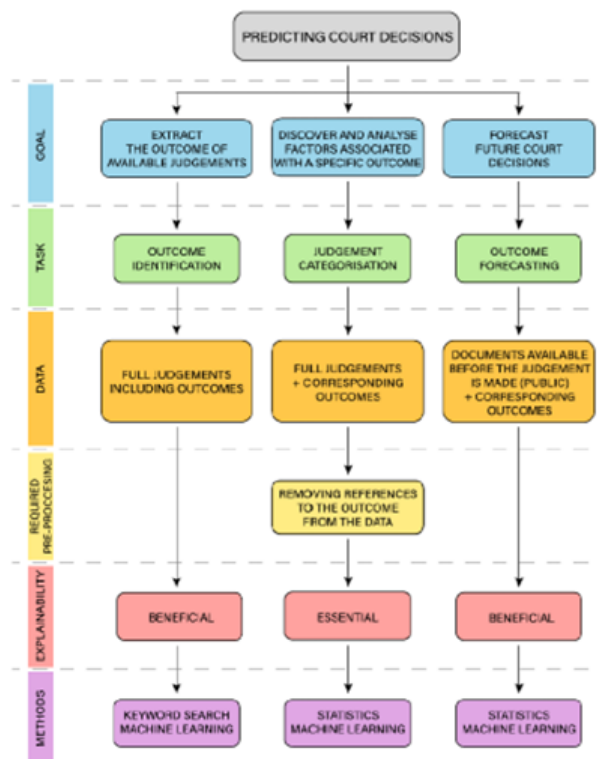 PREDICTING COURT DECISIONS
GOAL
EXTRACT
THE OUTCOME OF
AVAILABLE JUDGEMENTS
DISCOVER AND ANALYSE
FACTORS ASSOCIATED
WITH A SPECIFIC OUTCOME
FORECAST
FUTURE COURT
DECISIONS
TASK
OUTCOME
IDENTIFICATION
JUDGEMENT
CATEGORISATION
OUTCOME
FORECASTING
DATA
FULL JUDGEMENTS
INCLUDING OUTCOMES
FULL JUDGEMENTS
+ CORRESPONDING
OUTCOMES
DOCUMENTS AVAILABLE
BEFORE THE JUDGEMENT
IS MADE (PUBLIC)
+ CORRESPONDING
OUTCOMES
REQUIRED
PRE-PROCCESING
REMOVING REFERENCES
TO THE OUTCOME
FROM THE DATA
EXPLAINABILITY
BENEFICIAL
ESSENTIAL
BENEFICIAL
METHODS
KEYWORD SEARCH
MACHINE LEARNING
STATISTICS
MACHINE LEARNING
STATISTICS
MACHINE LEARNING